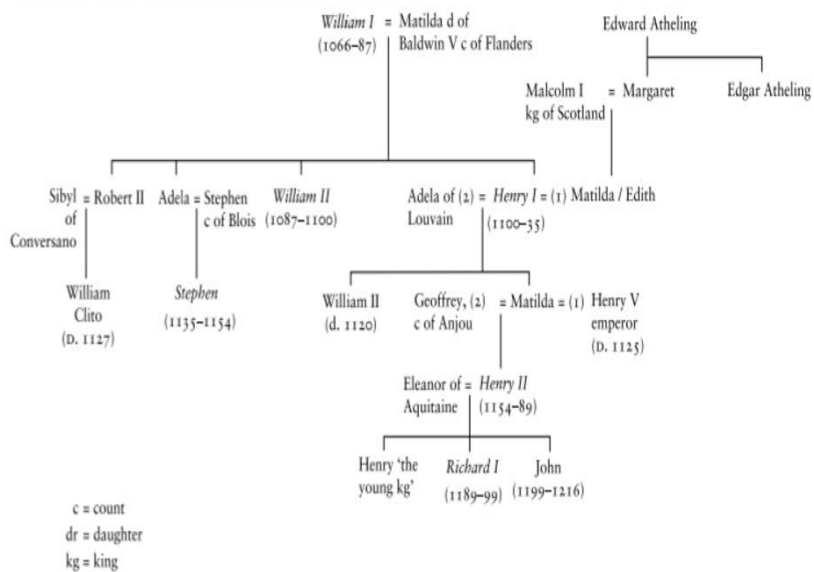 William I = Matilda d of
(1066–87) Baldwin V c of Flanders
Edward Atheling
Malcolm I = Margaret
kg of Scotland
Edgar Atheling
Sibyl = Robert II
of
Conversano
Adela = Stephen
c of Blois
William II
(1087–1100)
Adela of (2) = Henry I = (1) Matilda / Edith
Louvain (1100–35)
William
Clito
(D. 1127)
Stephen
(1135–1154)
William II
(d. 1120)
Geoffrey, (2) = Matilda = (1) Henry V
c of Anjou emperor
(D. 1125)
Eleanor of = Henry II
Aquitaine (1154–89)
Henry ‘the
young kg’
Richard I
(1189–99)
John
(1199–1216)
c = count
dr = daughter
kg = king